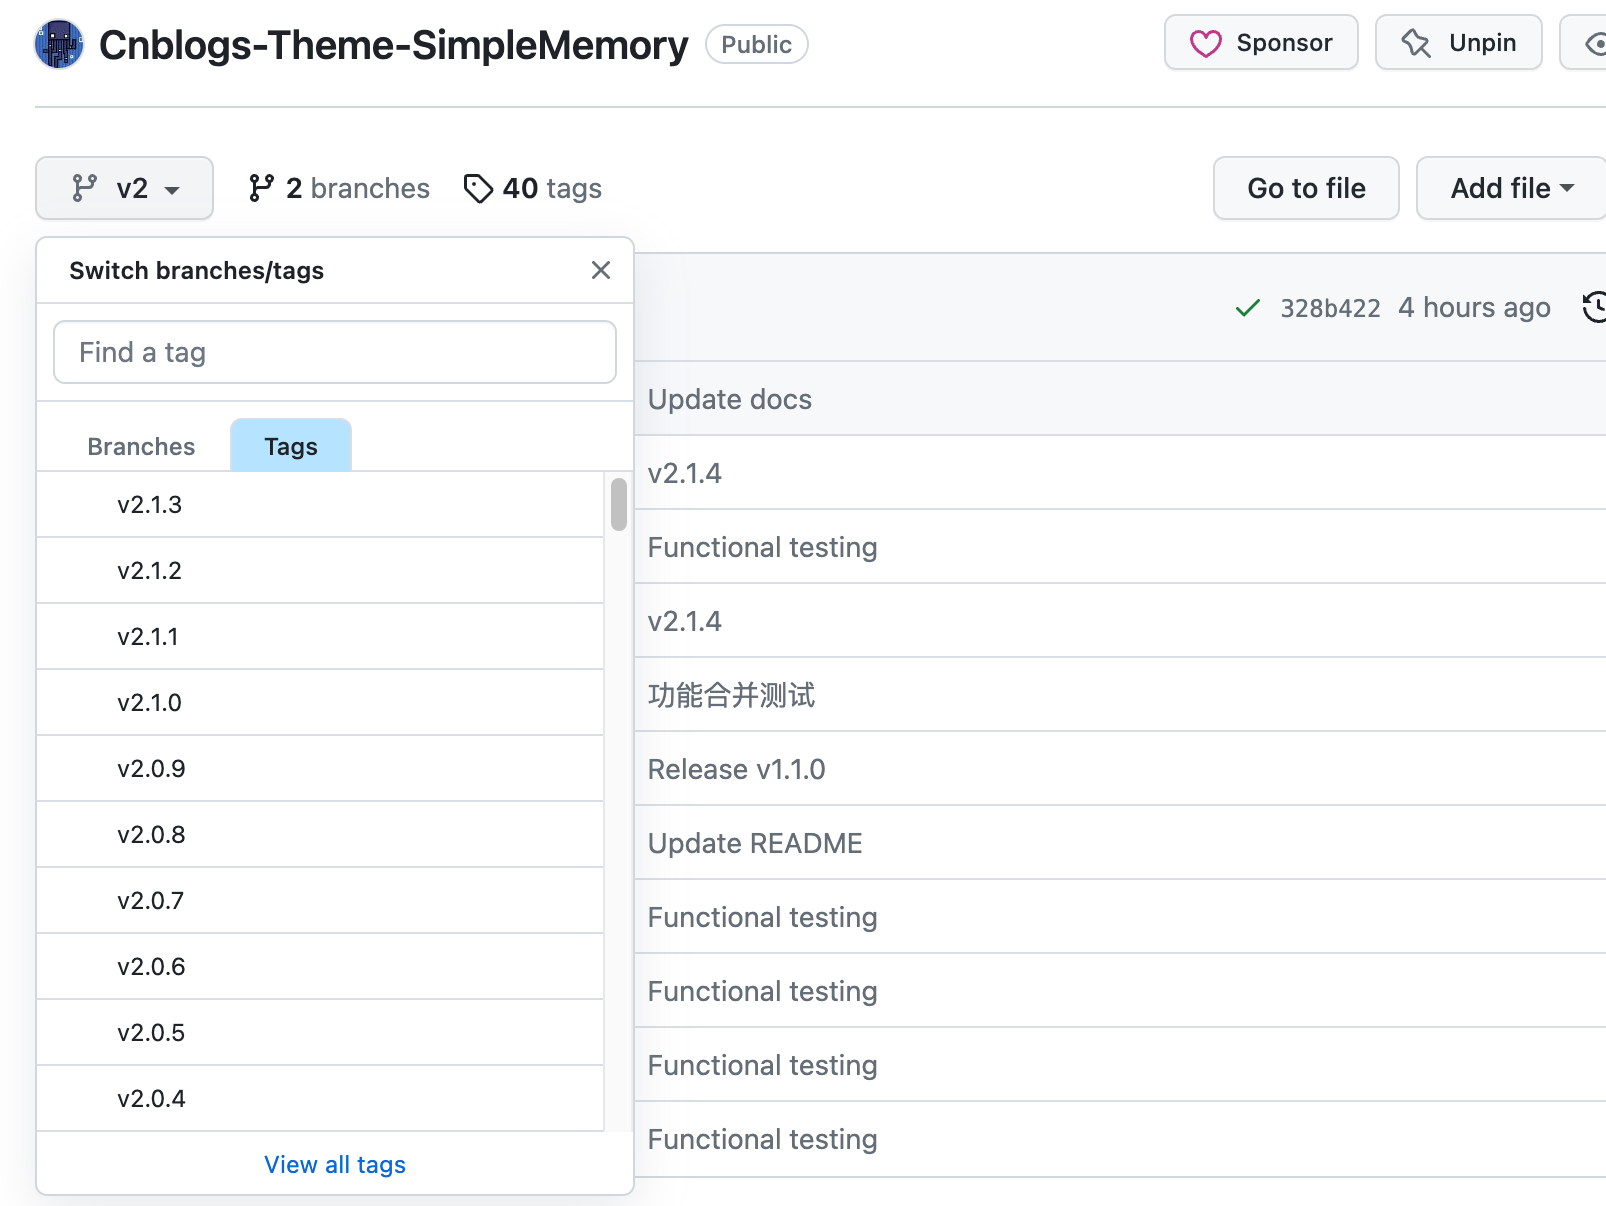 Cnblogs-Theme-SimpleMemory Public Sponsor Unpin
v2 2 branches 40 tags Go to file Add file
Switch branches/tags
Find a tag
Branches Tags
v2.1.3
v2.1.2
v2.1.1
v2.1.0
v2.0.9
v2.0.8
v2.0.7
v2.0.6
v2.0.5
v2.0.4
View all tags
328b422 4 hours ago
Update docs
v2.1.4
Functional testing
v2.1.4
功能合并测试
Release v1.1.0
Update README
Functional testing
Functional testing
Functional testing
Functional testing